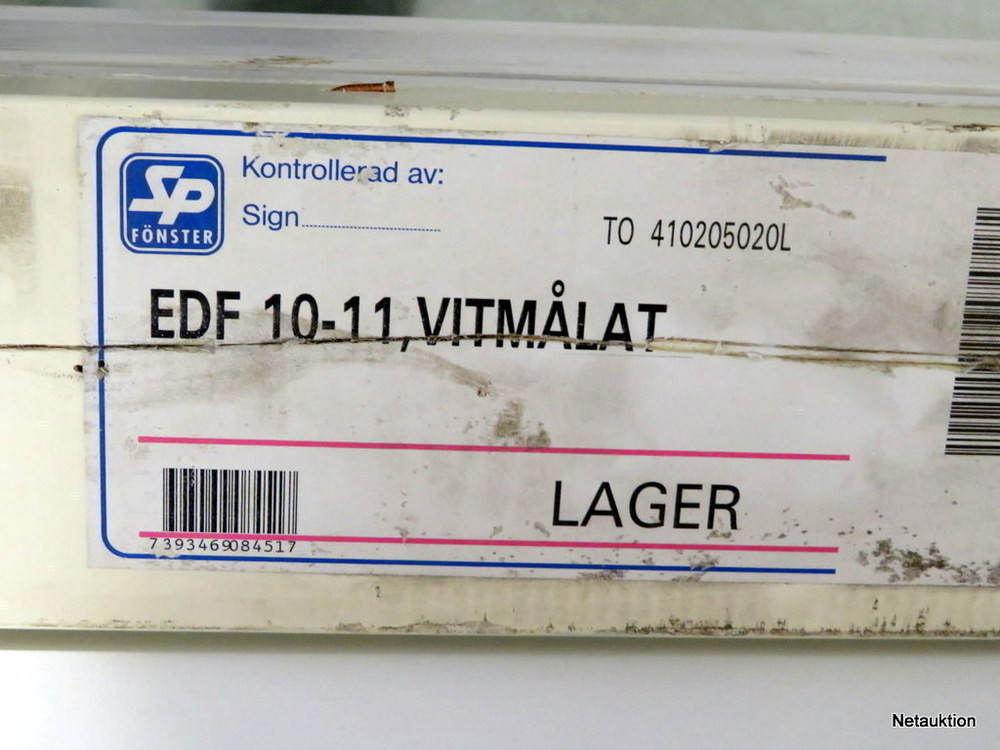 SP
FÖNSTER
Kontrollerad av:
Sign
TO 410205020L
EDF 10-11, VITMÅLAT
LAGER
7393469084517
Netauktion